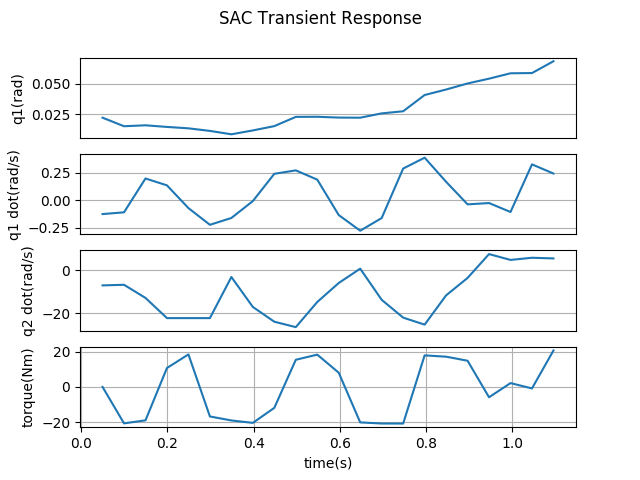 SAC Transient Response
q1(rad)
0.050
0.025
q1 dot(rad/s)
0.25
0.00
−0.25
q2 dot(rad/s)
0
−20
torque(Nm)
20
0
−20
0.0 0.2 0.4 0.6 0.8 1.0
time(s)